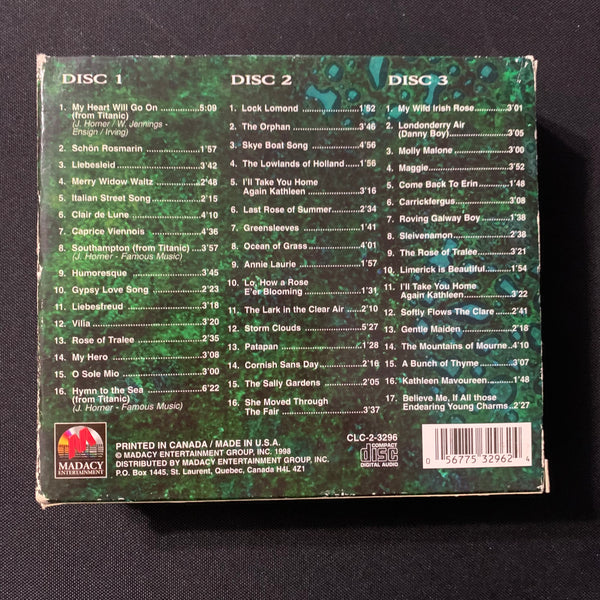 DISC 1
1. My Heart Will Go On ............5:09
(from Titanic)
(J. Horner / W. Jennings -
Ensign / Irving)
2. Schön Rosmarin ...................1'57
3. Liebesleid .............................3'42
4. Merry Widow Waltz .............2'48
5. Italian Street Song ...............2'15
6. Clair de Lune ........................4'10
7. Caprice Viennois .................1'36
8. Southampton (from Titanic) ..3'57
(J. Horner - Famous Music)
9. Humoresque ........................3'45
10. Gypsy Love Song ................2'23
11. Liebesfreud ..........................3'18
12. Villa .......................................3'20
13. Rose of Tralee ......................2'35
14. My Hero ................................3'08
15. O Sole Mio ...........................3'00
16. Hymn to the Sea ..................6'22
(from Titanic)
(J. Horner - Famous Music)
DISC 2
1. Lock Lomond .......................1'52
2. The Orphan ..........................3'46
3. Skye Boat Song ...................4'56
4. The Lowlands of Holland ....1'56
5. I'll Take You Home
Again Kathleen .....................3'16
6. Last Rose of Summer ..........2'34
7. Greensleeves ........................1'41
8. Ocean of Grass ....................4'01
9. Annie Laurie .........................1'57
10. Lo, How a Rose
E'er Blooming ......................1'31
11. The Lark in the Clear Air .....2'10
12. Storm Clouds .......................5'27
13. Patapan .................................1'28
14. Cornish Sans Day ................2'16
15. The Sally Gardens ...............2'05
16. She Moved Through
The Fair .................................3'37
DISC 3
1. My Wild Irish Rose ..............3'01
2. Londonderry Air
(Danny Boy) .........................3'05
3. Molly Malone ........................3'00
4. Maggie ..................................3'52
5. Come Back To Erin .............1'48
6. Carrickfergus .......................3'08
7. Roving Galway Boy .............1'38
8. Sleivenamon .........................1'38
9. The Rose of Tralee ..............3'21
10. Limerick is Beautiful ............1'54
11. I'll Take You Home
Again Kathleen ....................3'22
12. Softly Flows The Clare ........2'41
13. Gentle Maiden ......................2'18
14. The Mountains of Mourne ...4'10
15. A Bunch of Thyme ...............3'07
16. Kathleen Mavoureen ...........1'48
17. Believe Me, If All those
Endearing Young Charms ..2'27
MADACY
ENTERTAINMENT
PRINTED IN CANADA / MADE IN U.S.A.
© MADACY ENTERTAINMENT GROUP, INC. 1998
DISTRIBUTED BY MADACY ENTERTAINMENT GROUP, INC.
P.O. Box 1445, St. Laurent, Quebec, Canada H4L 4Z1
CLC-2-3296
COMPACT
disc
DIGITAL AUDIO
0 56775 32962 4